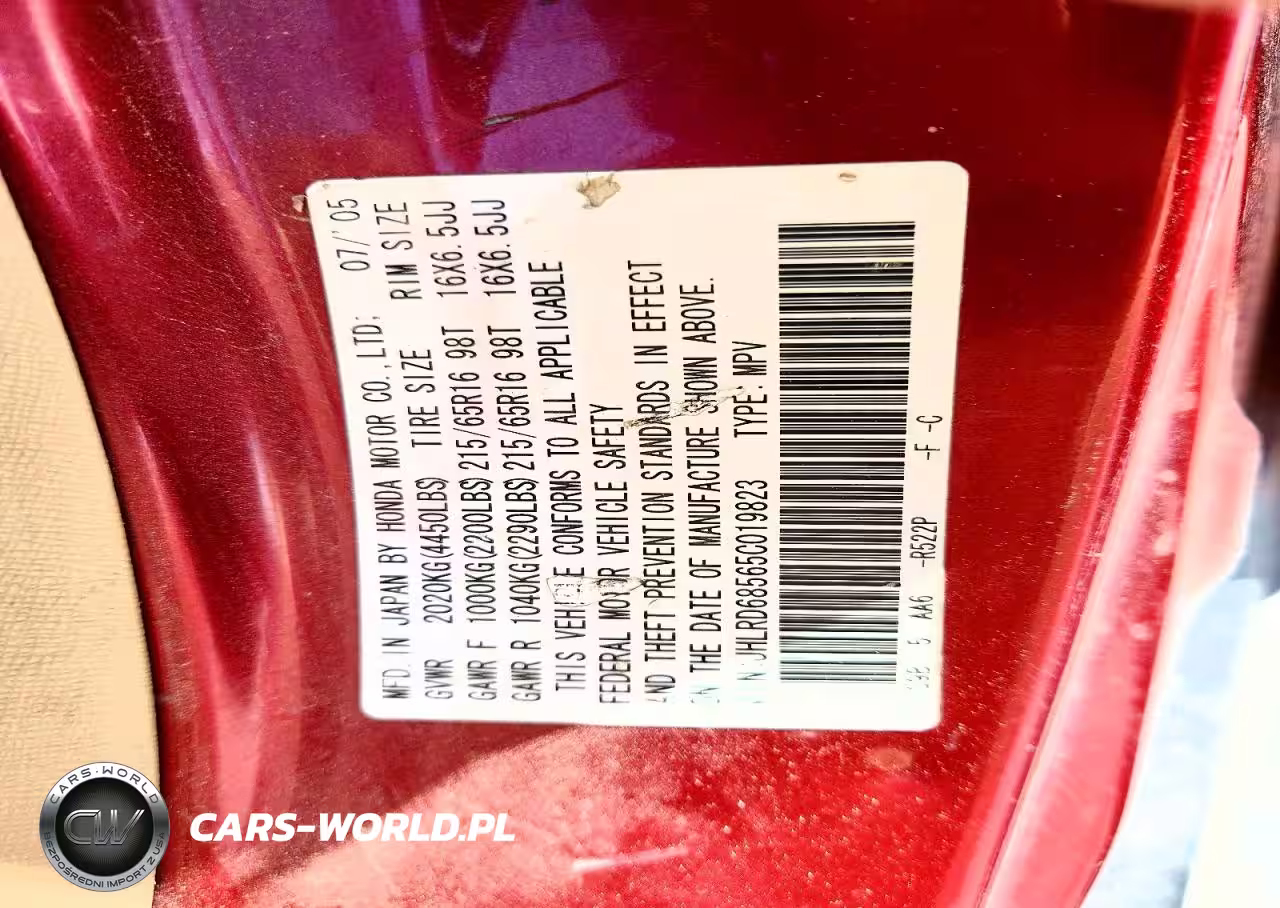 MFD. IN JAPAN BY HONDA MOTOR CO., LTD; 07/'05
GVWR 2020KG(4450LBS) TIRE SIZE RIM SIZE
GAWR F 1000KG(2200LBS)215/65R16 98T 16X6.5JJ
GAWR R 1040KG(2290LBS)215/65R16 98T 16X6.5JJ
THIS VEHICLE CONFORMS TO ALL APPLICABLE
FEDERAL MOTOR VEHICLE SAFETY
AND THEFT PREVENTION STANDARDS IN EFFECT
ON THE DATE OF MANUFACTURE SHOWN ABOVE.
JHLRD68565C019823 TYPE: MPV
5 AA6 -R522P -F -C
CARS-WORLD
CW
BEZPOŚREDNI IMPORT Z USA
CARS-WORLD.PL